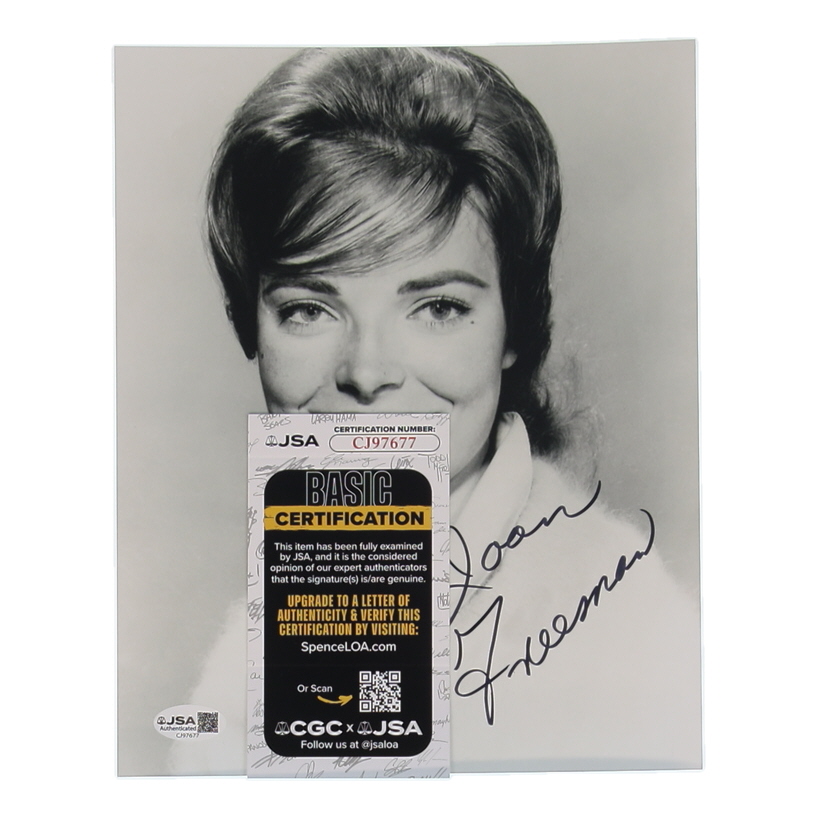 JSA
CERTIFICATION NUMBER:
CJ97677
BASIC
CERTIFICATION
This item has been fully examined
by JSA, and it is the considered
opinion of our expert authenticators
that the signature(s) is/are genuine.
UPGRADE TO A LETTER OF
AUTHENTICITY & VERIFY THIS
CERTIFICATION BY VISITING:
SpenceLOA.com
Or Scan
CGC x JSA
Follow us at @jsaloa
Joan
Freeman
JSA
Authenticated
CJ97677